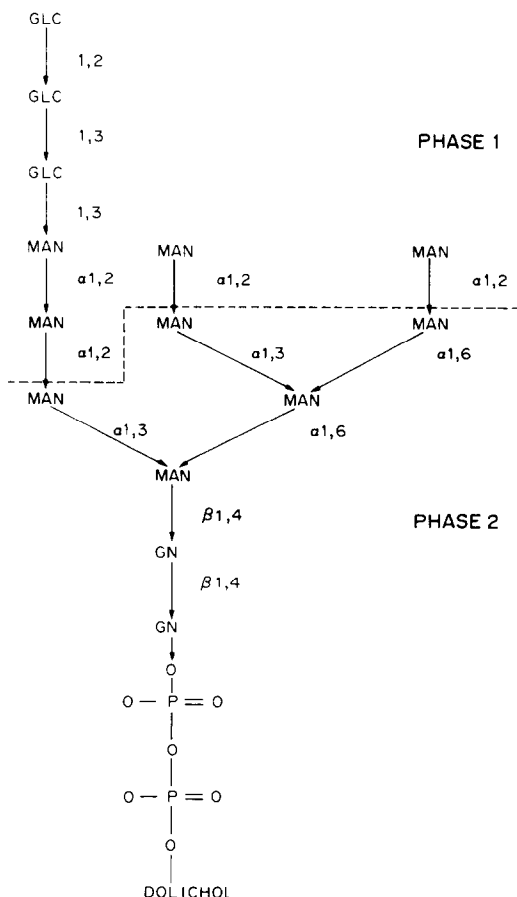 GLC
1,2
GLC
1,3
PHASE 1
GLC
1,3
MAN MAN MAN
α1,2 α1,2 α1,2
MAN MAN MAN
α1,2 α1,3 α1,6
MAN MAN
α1,3 α1,6
MAN
β1,4 PHASE 2
GN
β1,4
GN
O
O — P = O
O
O — P = O
O
DOLICHOL